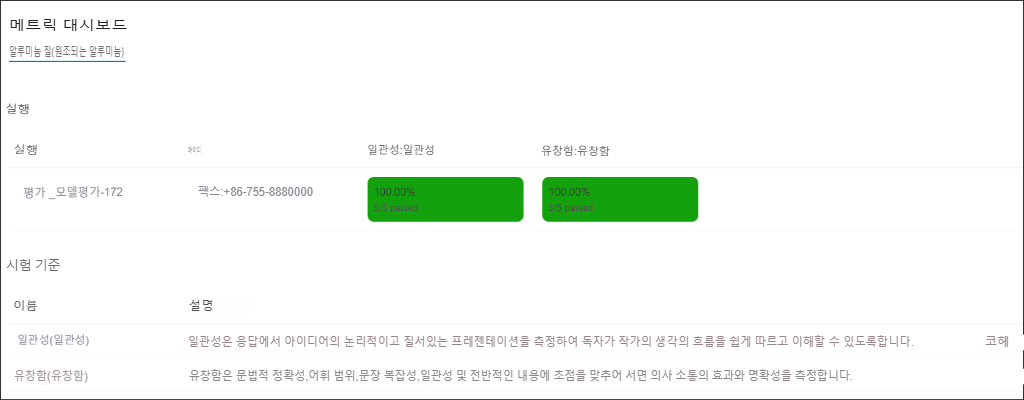 메트릭 대시보드
알루미늄 질(원조되는 알루미늄)
실행
실행 일관성:일관성 유창함:유창함
평가 _모델평가-172 팩스:+86-755-8880000 100.00% 100.00%
5/5 passed 5/5 passed
시험 기준
이름 설명
일관성(일관성) 일관성은 응답에서 아이디어의 논리적이고 질서있는 프레젠테이션을 측정하여 독자가 작가의 생각의 흐름을 쉽게 따르고 이해할 수 있도록합니다. 코헤
유창함(유창함) 유창함은 문법적 정확성,어휘 범위,문장 복잡성,일관성 및 전반적인 내용에 초점을 맞추어 서면 의사 소통의 효과와 명확성을 측정합니다.